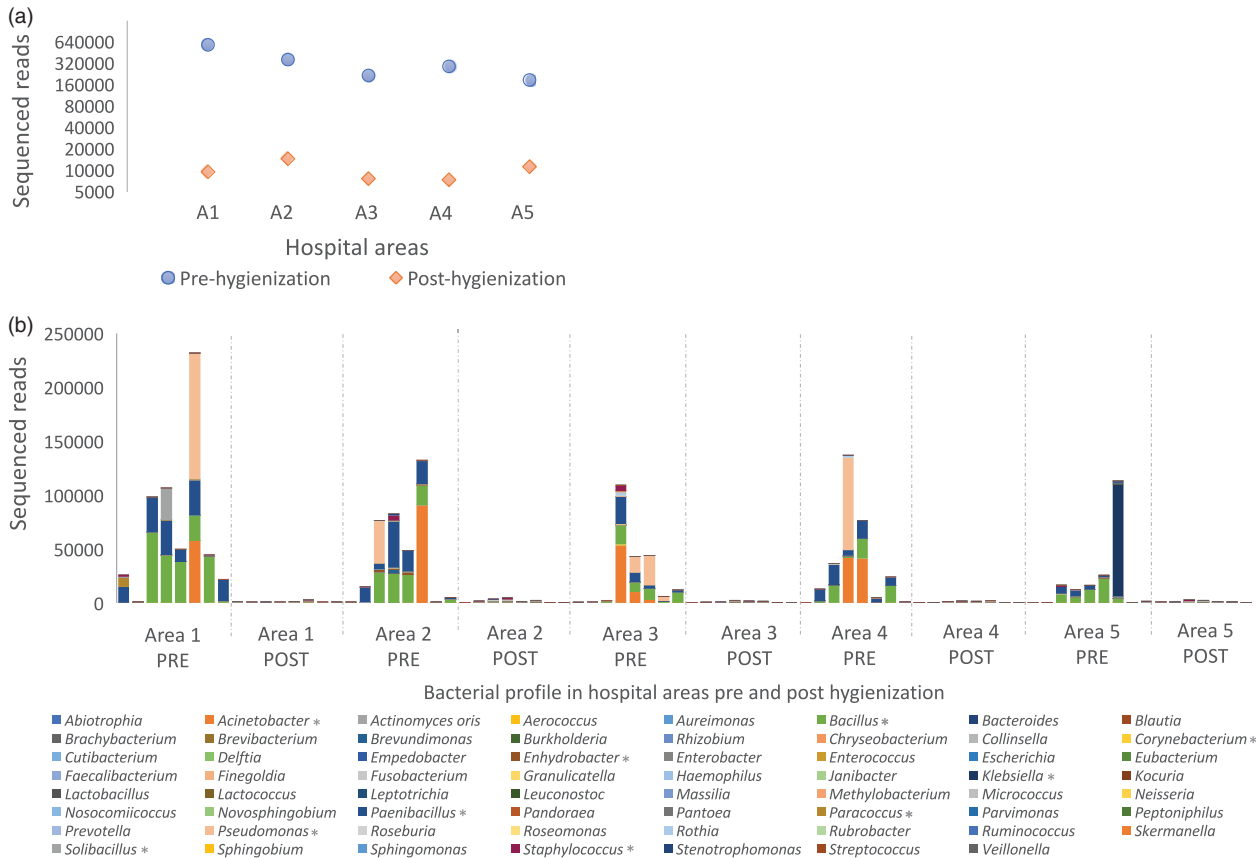 (a)
Sequenced reads
640000
320000
160000
80000
40000
20000
10000
5000
A1 A2 A3 A4 A5
Hospital areas
Pre-hygienization Post-hygienization
(b)
Sequenced reads
250000
200000
150000
100000
50000
0
Area 1 Area 1 Area 2 Area 2 Area 3 Area 3 Area 4 Area 4 Area 5 Area 5
PRE POST PRE POST PRE POST PRE POST PRE POST
Bacterial profile in hospital areas pre and post hygienization
Abiotrophia Acinetobacter * Actinomyces oris Aerococcus Aureimonas Bacillus * Bacteroides Blautia
Brachybacterium Brevibacterium Brevundimonas Burkholderia Rhizobium Chryseobacterium Collinsella Corynebacterium *
Cutibacterium Delftia Empedobacter Enhydrobacter * Enterobacter Enterococcus Escherichia Eubacterium
Faecalibacterium Finegoldia Fusobacterium Granulicatella Haemophilus Janibacter Klebsiella * Kocuria
Lactobacillus Lactococcus Leptotrichia Leuconostoc Massilia Methylobacterium Micrococcus Neisseria
Nosocomiicoccus Novosphingobium Paenibacillus * Pandoraea Pantoea Paracoccus * Parvimonas Peptoniphilus
Prevotella Pseudomonas * Roseburia Roseomonas Rothia Rubrobacter Ruminococcus Skermanella
Solibacillus * Sphingobium Sphingomonas Staphylococcus * Stenotrophomonas Streptococcus Veillonella